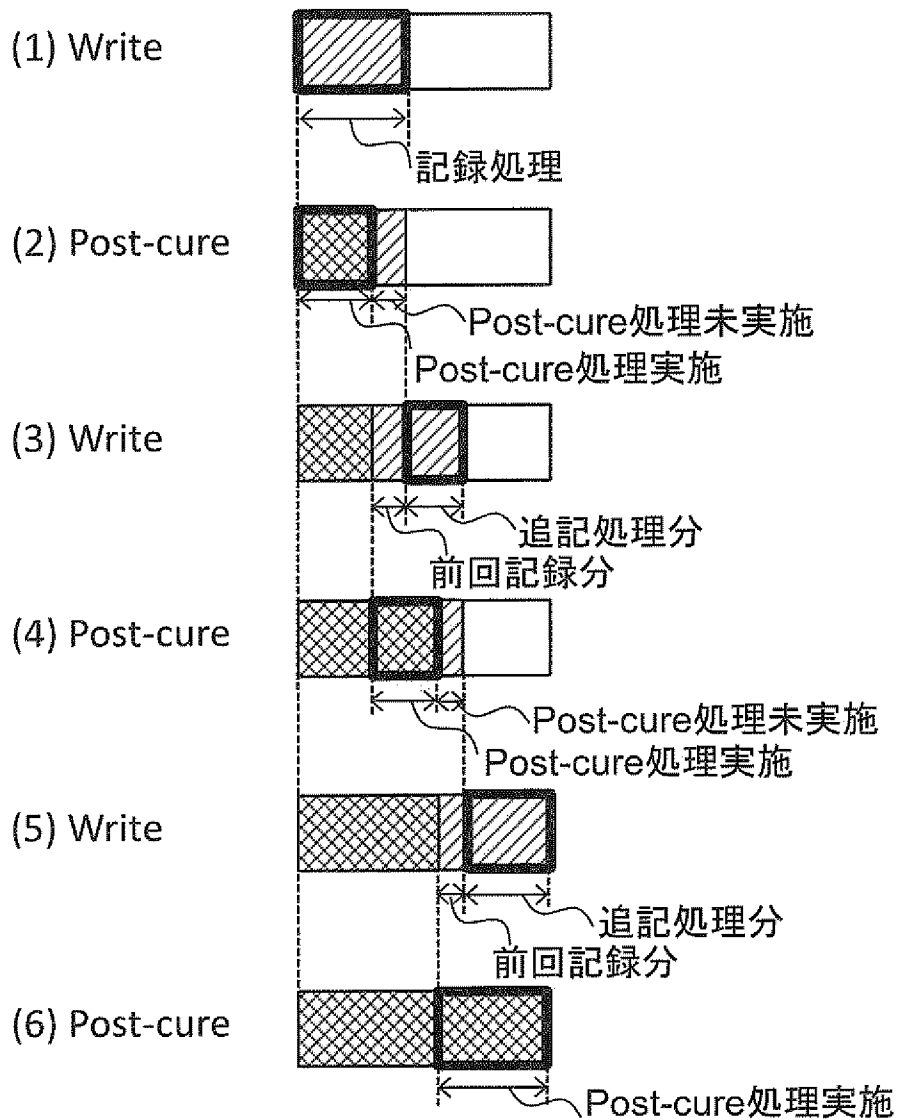 (1) Write
記録処理
(2) Post-cure
Post-cure処理未実施
Post-cure処理実施
(3) Write
追記処理分
前回記録分
(4) Post-cure
Post-cure処理未実施
Post-cure処理実施
(5) Write
追記処理分
前回記録分
(6) Post-cure
Post-cure処理実施